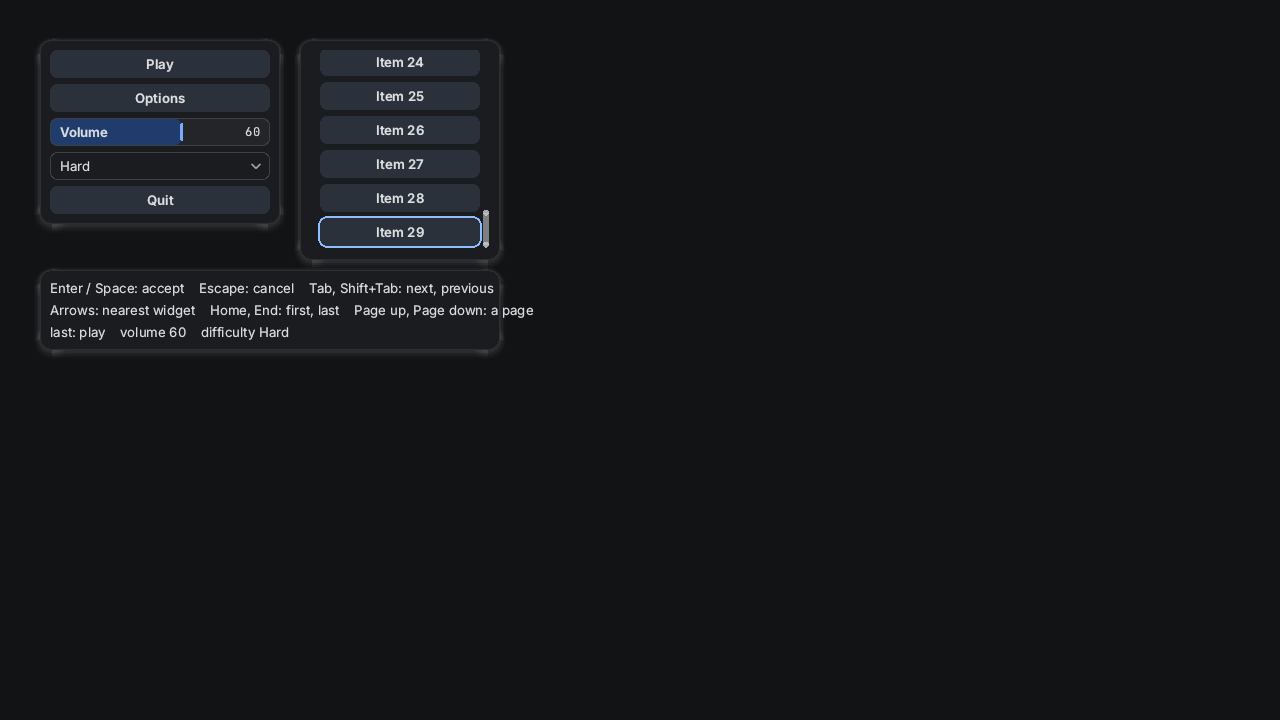 Play
Options
Volume 60
Hard
Quit
Item 24
Item 25
Item 26
Item 27
Item 28
Item 29
Enter / Space: accept    Escape: cancel    Tab, Shift+Tab: next, previous
Arrows: nearest widget    Home, End: first, last    Page up, Page down: a page
last: play    volume 60    difficulty Hard